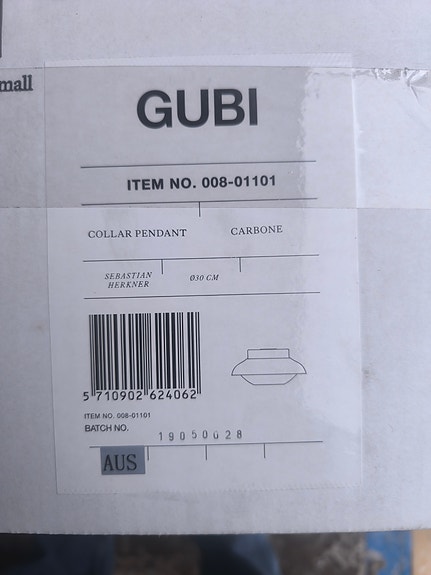 mall
GUBI
ITEM NO. 008-01101
COLLAR PENDANT CARBONE
SEBASTIAN
HERKNER Ø30 CM
5 710902 624062
ITEM NO. 008-01101
BATCH NO. 19050028
AUS